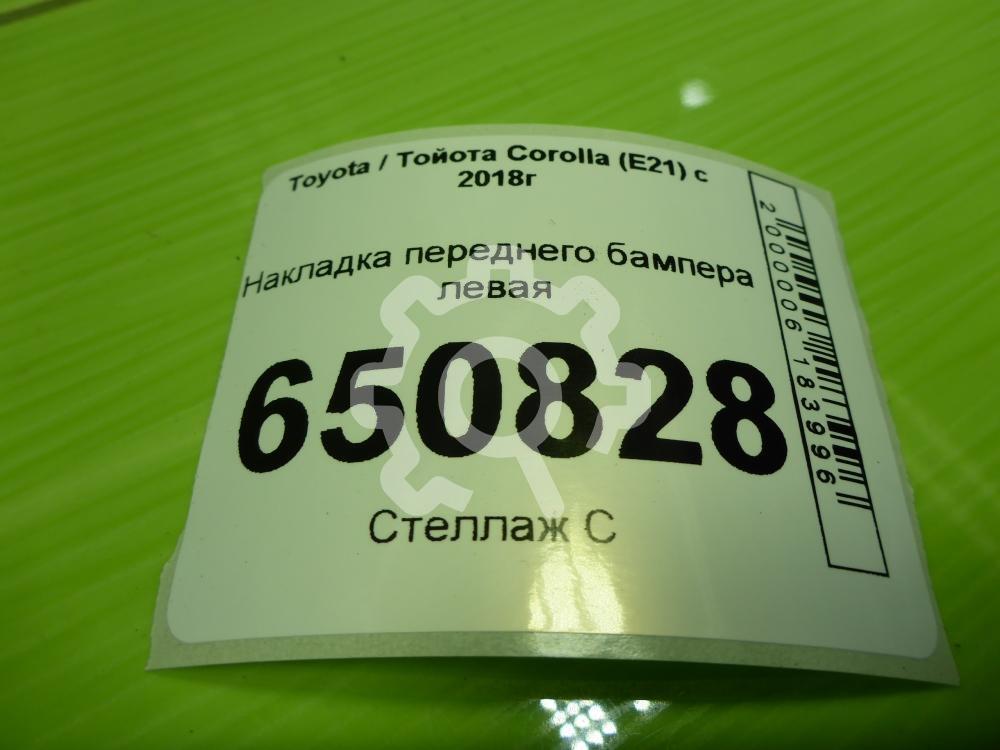 Toyota / Тойота Corolla (E21) с
2018г
Накладка переднего бампера
левая
650828
Стеллаж С
2000006183996